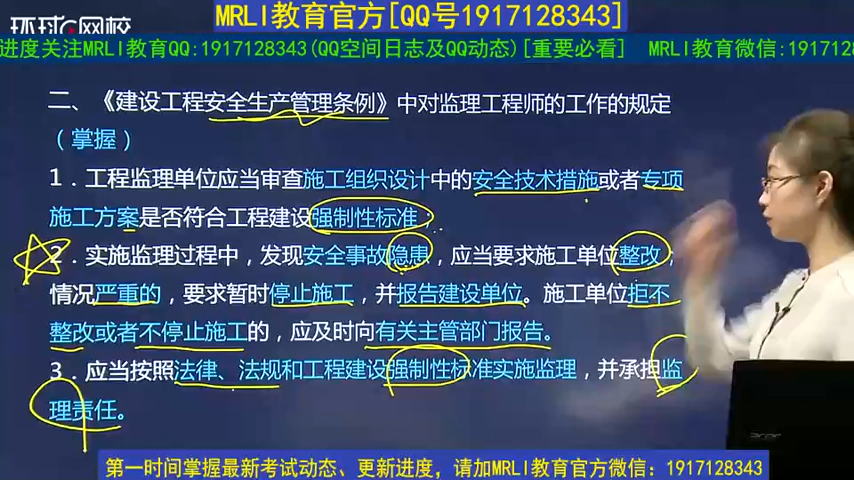 MRLI教育官方[QQ号1917128343]
环球网校
进度关注MRLI教育QQ:1917128343(QQ空间日志及QQ动态)[重要必看] MRLI教育微信:191712
二、《建设工程安全生产管理条例》中对监理工程师的工作的规定
（掌握）
1．工程监理单位应当审查施工组织设计中的安全技术措施或者专项
施工方案是否符合工程建设强制性标准；
2．实施监理过程中，发现安全事故隐患，应当要求施工单位整改；
情况严重的，要求暂时停止施工，并报告建设单位。施工单位拒不
整改或者不停止施工的，应及时向有关主管部门报告。
3．应当按照法律、法规和工程建设强制性标准实施监理，并承担监
理责任。
acer
第一时间掌握最新考试动态、更新进度，请加MRLI教育官方微信：1917128343